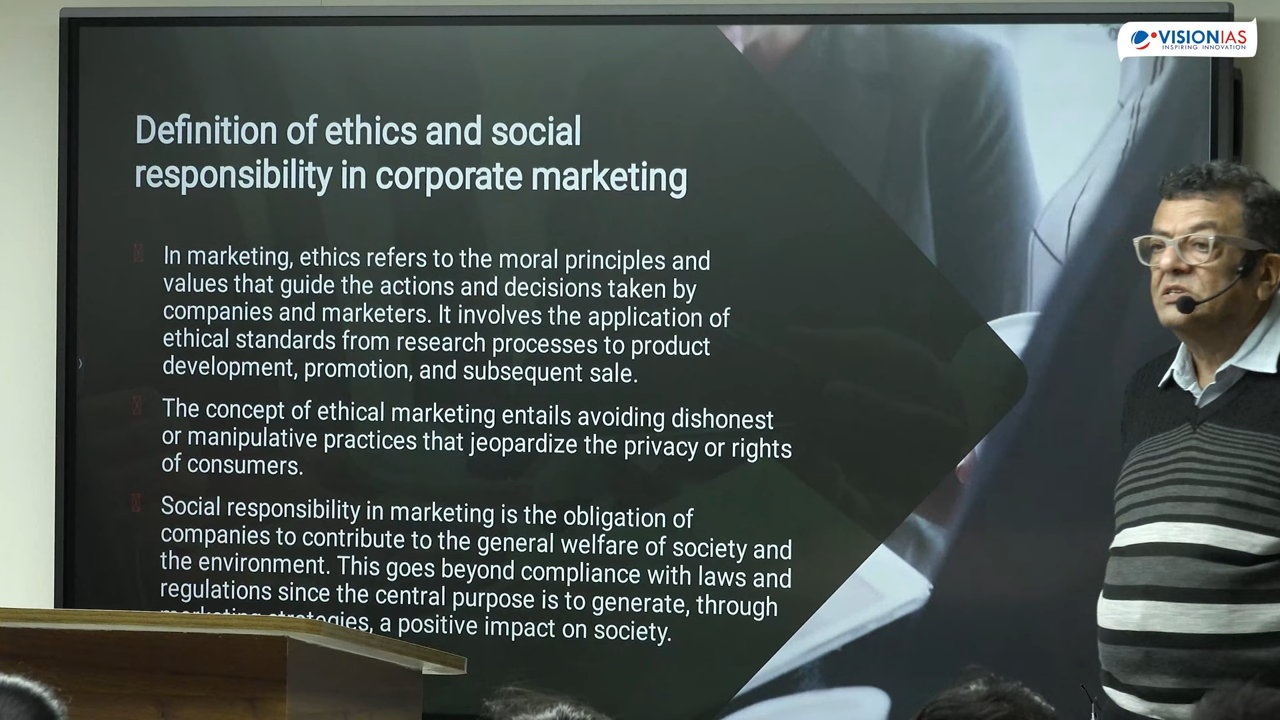 VISIONIAS
INSPIRING INNOVATION
Definition of ethics and social
responsibility in corporate marketing
In marketing, ethics refers to the moral principles and
values that guide the actions and decisions taken by
companies and marketers. It involves the application of
ethical standards from research processes to product
development, promotion, and subsequent sale.
The concept of ethical marketing entails avoiding dishonest
or manipulative practices that jeopardize the privacy or rights
of consumers.
Social responsibility in marketing is the obligation of
companies to contribute to the general welfare of society and
the environment. This goes beyond compliance with laws and
regulations since the central purpose is to generate, through
marketing strategies, a positive impact on society.